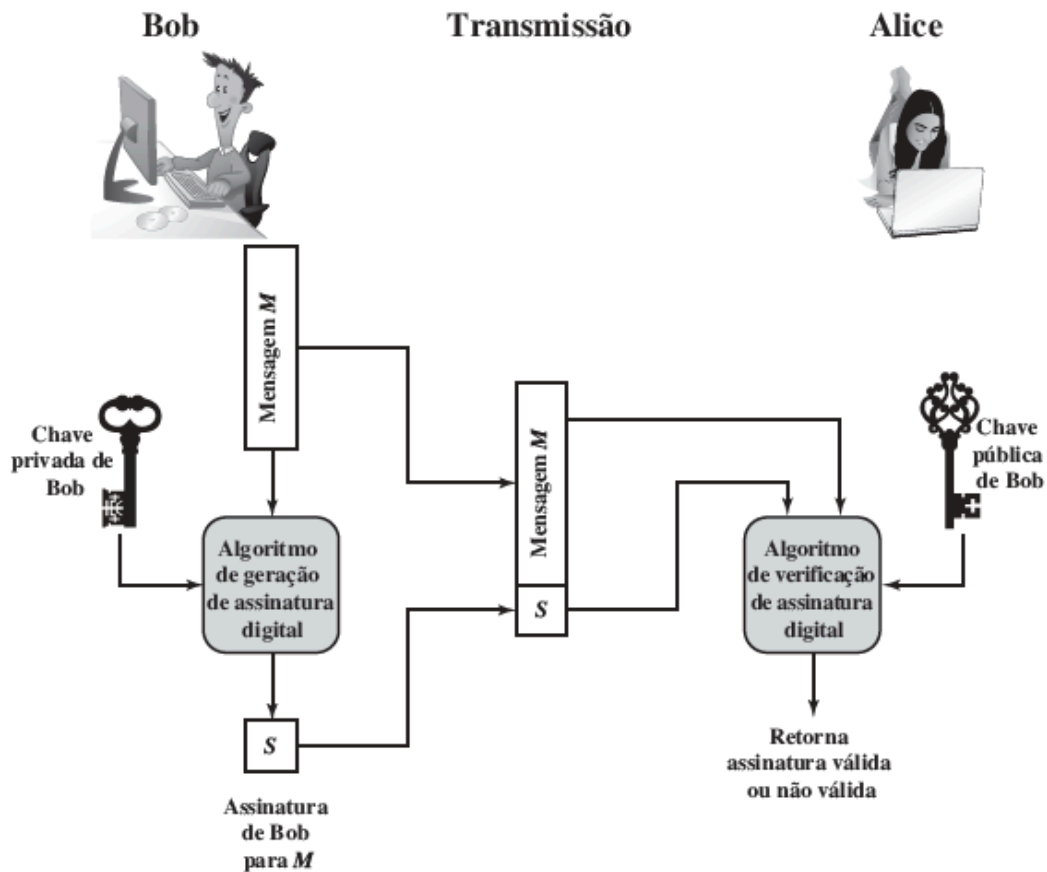 Bob
Transmissão
Alice
Mensagem M
Chave
privada de
Bob
Mensagem M
S
Chave
pública
de Bob
Algoritmo
de geração
de assinatura
digital
Algoritmo
de verificação
de assinatura
digital
S
Assinatura
de Bob
para M
Retorna
assinatura válida
ou não válida